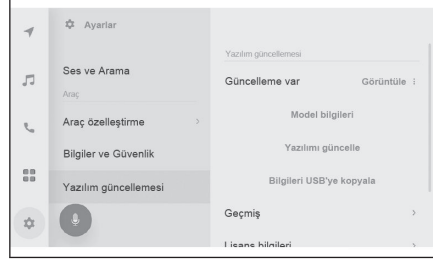 Ayarlar
Ses ve Arama
Araç
Araç özelleştirme
Bilgiler ve Güvenlik
Yazılım güncellemesi
Yazılım güncellemesi
Güncelleme var
Görüntüle
Model bilgileri
Yazılımı güncelle
Bilgileri USB'ye kopyala
Geçmiş
Lisans bilgileri